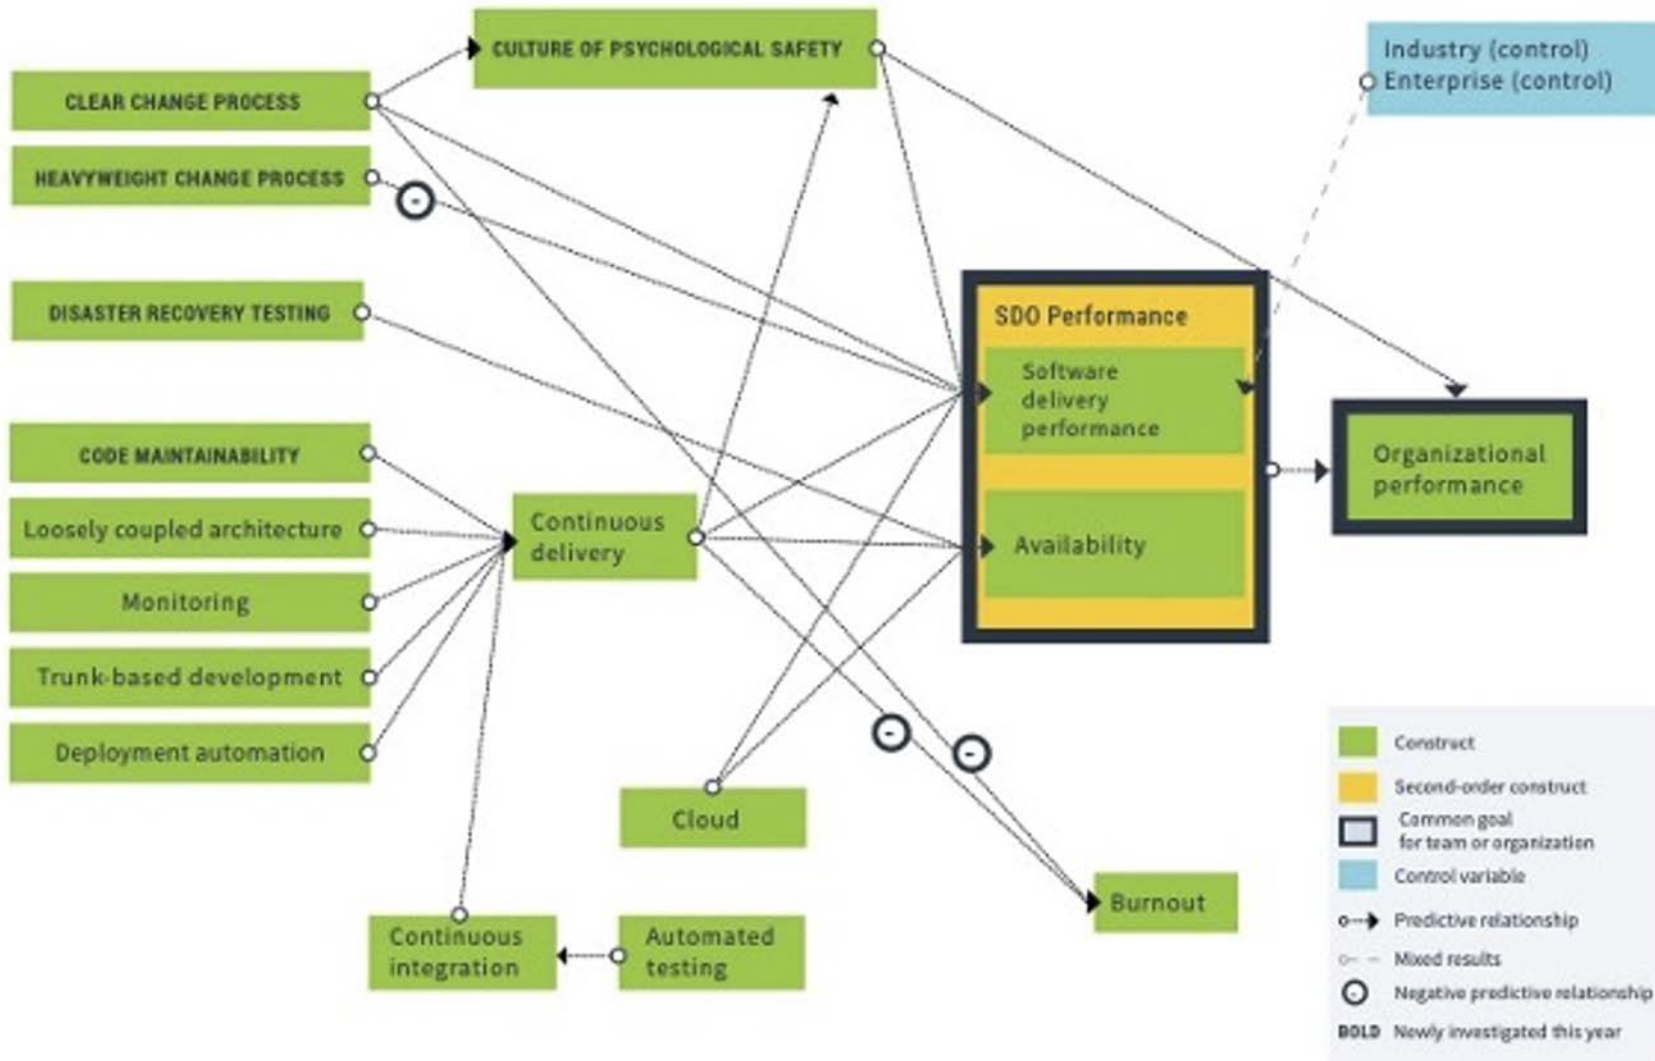 CULTURE OF PSYCHOLOGICAL SAFETY
Industry (control)
Enterprise (control)
CLEAR CHANGE PROCESS
HEAVYWEIGHT CHANGE PROCESS
-
DISASTER RECOVERY TESTING
SDO Performance
Software
delivery
performance
Availability
Organizational
performance
CODE MAINTAINABILITY
Loosely coupled architecture
Monitoring
Trunk-based development
Deployment automation
Continuous
delivery
-
-
Cloud
Burnout
Continuous
integration
Automated
testing
Construct
Second-order construct
Common goal
for team or organization
Control variable
Predictive relationship
Mixed results
-
Negative predictive relationship
BOLD Newly investigated this year